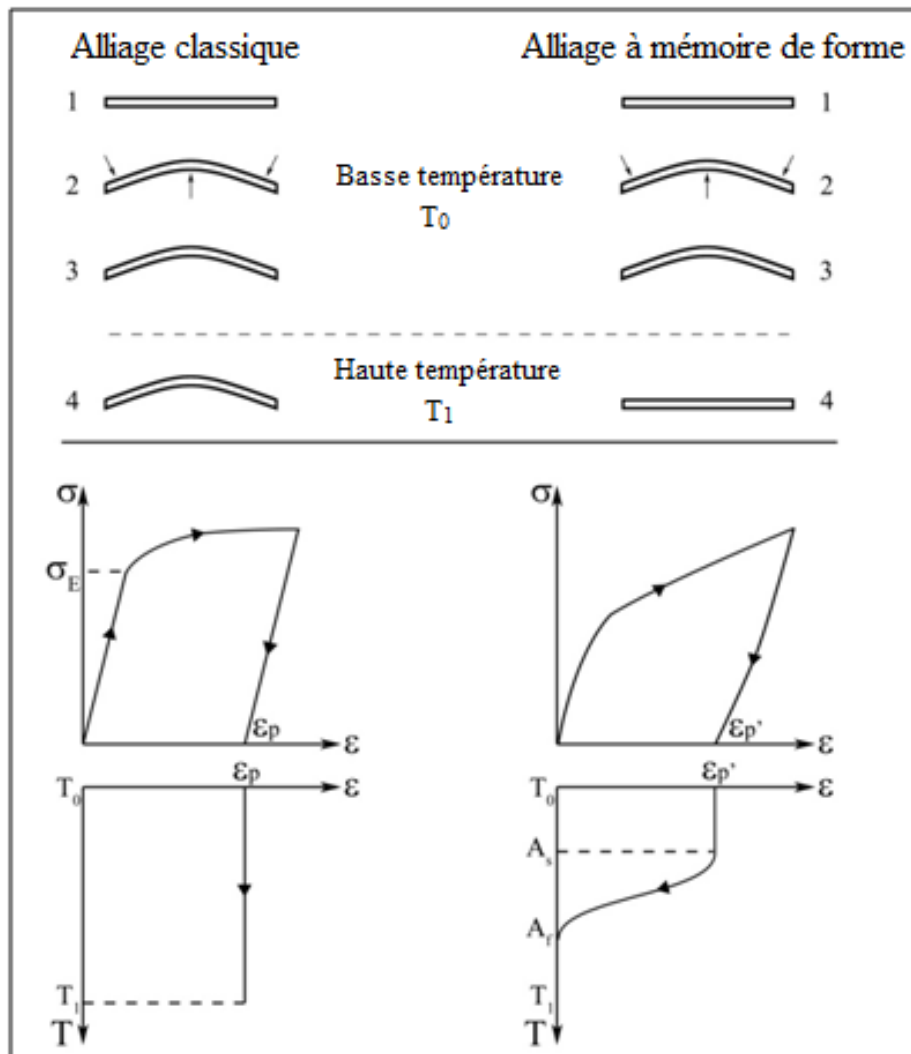 Alliage classique
Alliage à mémoire de forme
1
1
2
Basse température
2
T₀
3
3
Haute température
4
T₁
4
σ
σ
σE
εp
ε
εp'
ε
εp
εp'
T₀
ε
T₀
ε
As
Af
T₁
T₁
T
T